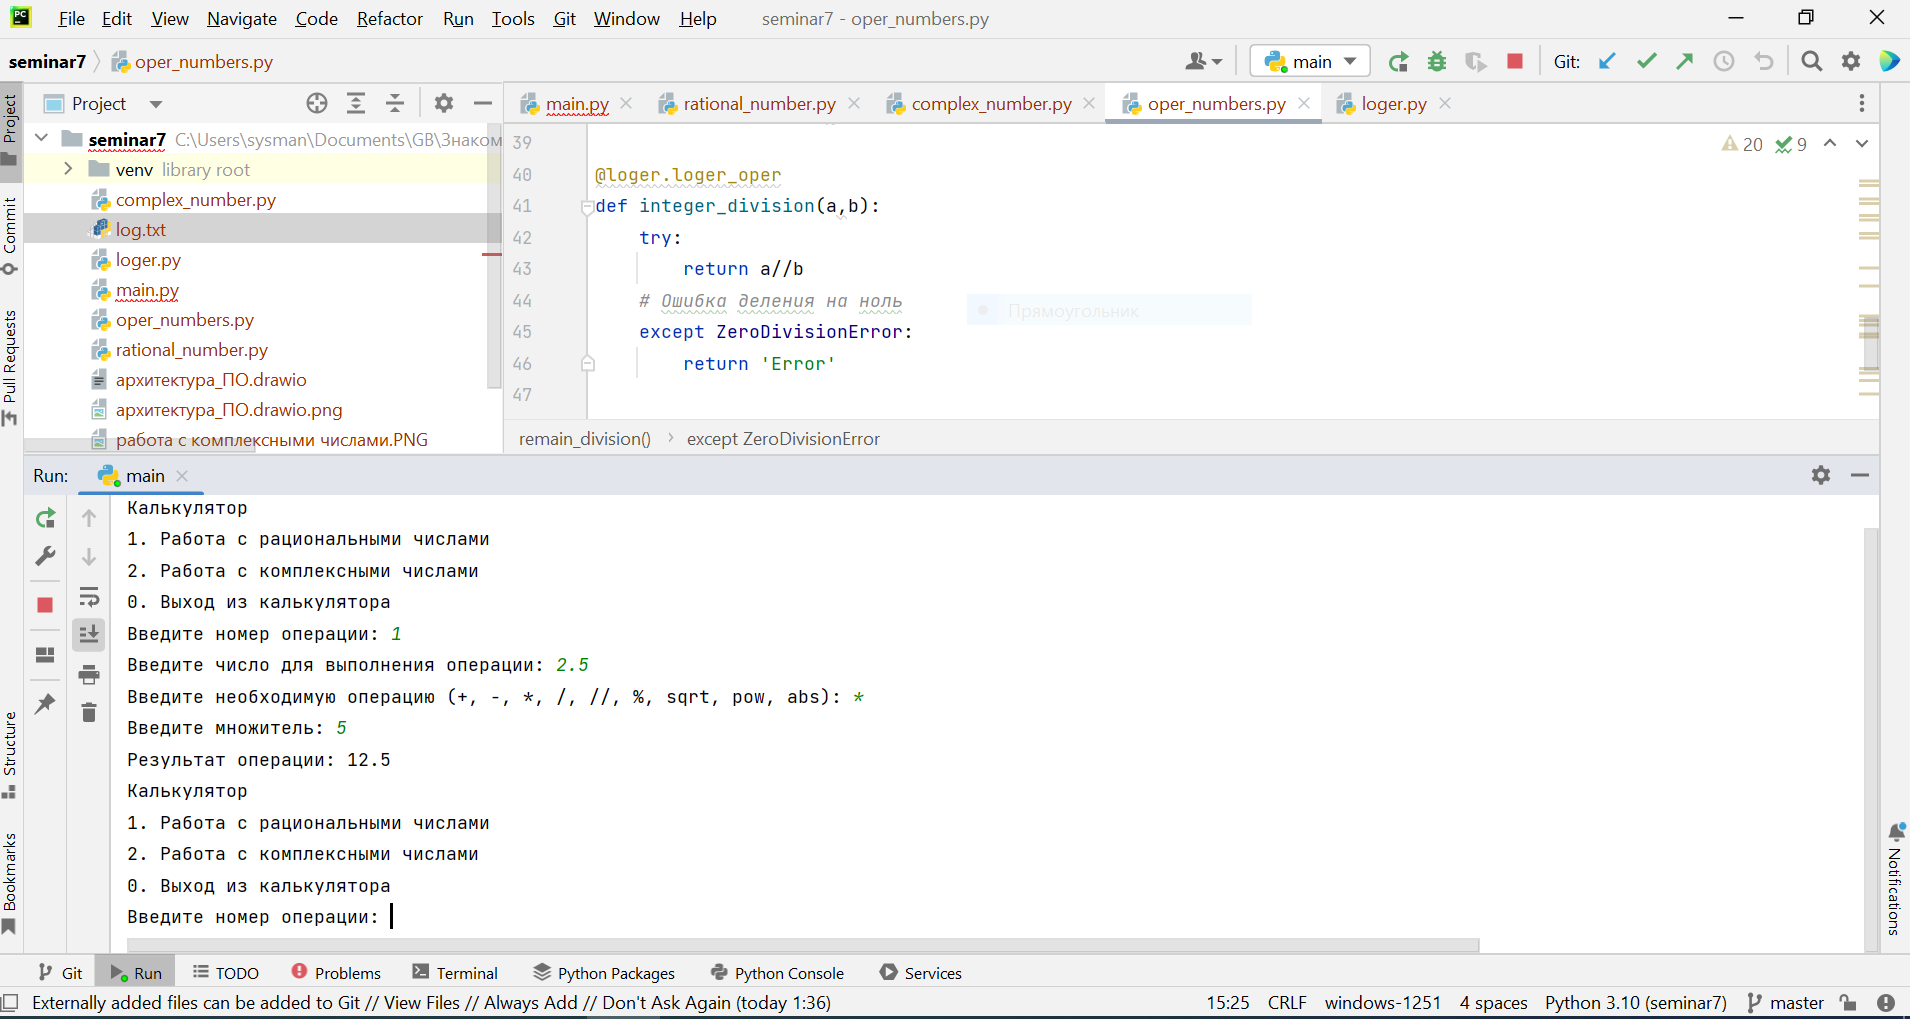 PC File Edit View Navigate Code Refactor Run Tools Git Window Help seminar7 - oper_numbers.py
seminar7 oper_numbers.py main Git:
Project main.py rational_number.py complex_number.py oper_numbers.py loger.py
Project
Commit
Pull Requests
Structure
Bookmarks
seminar7 C:\Users\sysman\Documents\GB\Знаком
venv library root
complex_number.py
log.txt
loger.py
main.py
oper_numbers.py
rational_number.py
архитектура_ПО.drawio
архитектура_ПО.drawio.png
работа с комплексными числами.PNG
20 9
39
40 @loger.loger_oper
41 def integer_division(a,b):
42 try:
43 return a//b
44 # Ошибка деления на ноль
45 except ZeroDivisionError:
46 return 'Error'
47
Прямоугольник
remain_division() except ZeroDivisionError
Run: main
Калькулятор
1. Работа с рациональными числами
2. Работа с комплексными числами
0. Выход из калькулятора
Введите номер операции: 1
Введите число для выполнения операции: 2.5
Введите необходимую операцию (+, -, *, /, //, %, sqrt, pow, abs): *
Введите множитель: 5
Результат операции: 12.5
Калькулятор
1. Работа с рациональными числами
2. Работа с комплексными числами
0. Выход из калькулятора
Введите номер операции:
Notifications
Git Run TODO Problems Terminal Python Packages Python Console Services
Externally added files can be added to Git // View Files // Always Add // Don't Ask Again (today 1:36) 15:25 CRLF windows-1251 4 spaces Python 3.10 (seminar7) master